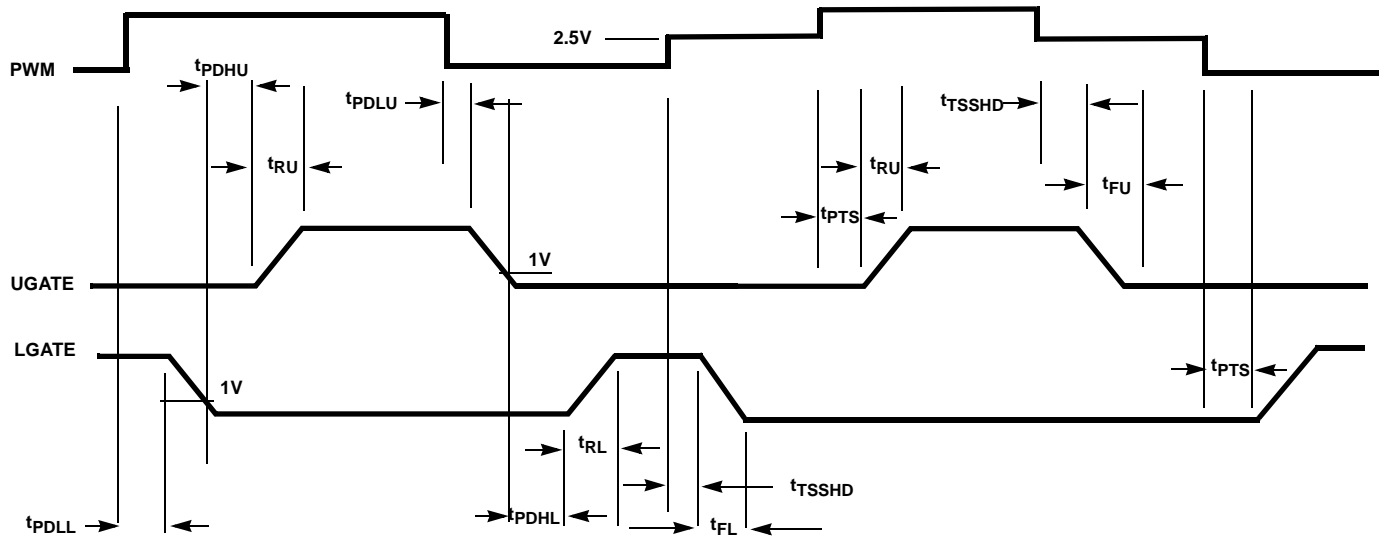 2.5V
PWM
tPDHU
tPDLU
tTSSHD
tRU
tRU
tFU
tPTS
1V
UGATE
LGATE
tPTS
1V
tRL
tTSSHD
tPDLL
tPDHL
tFL